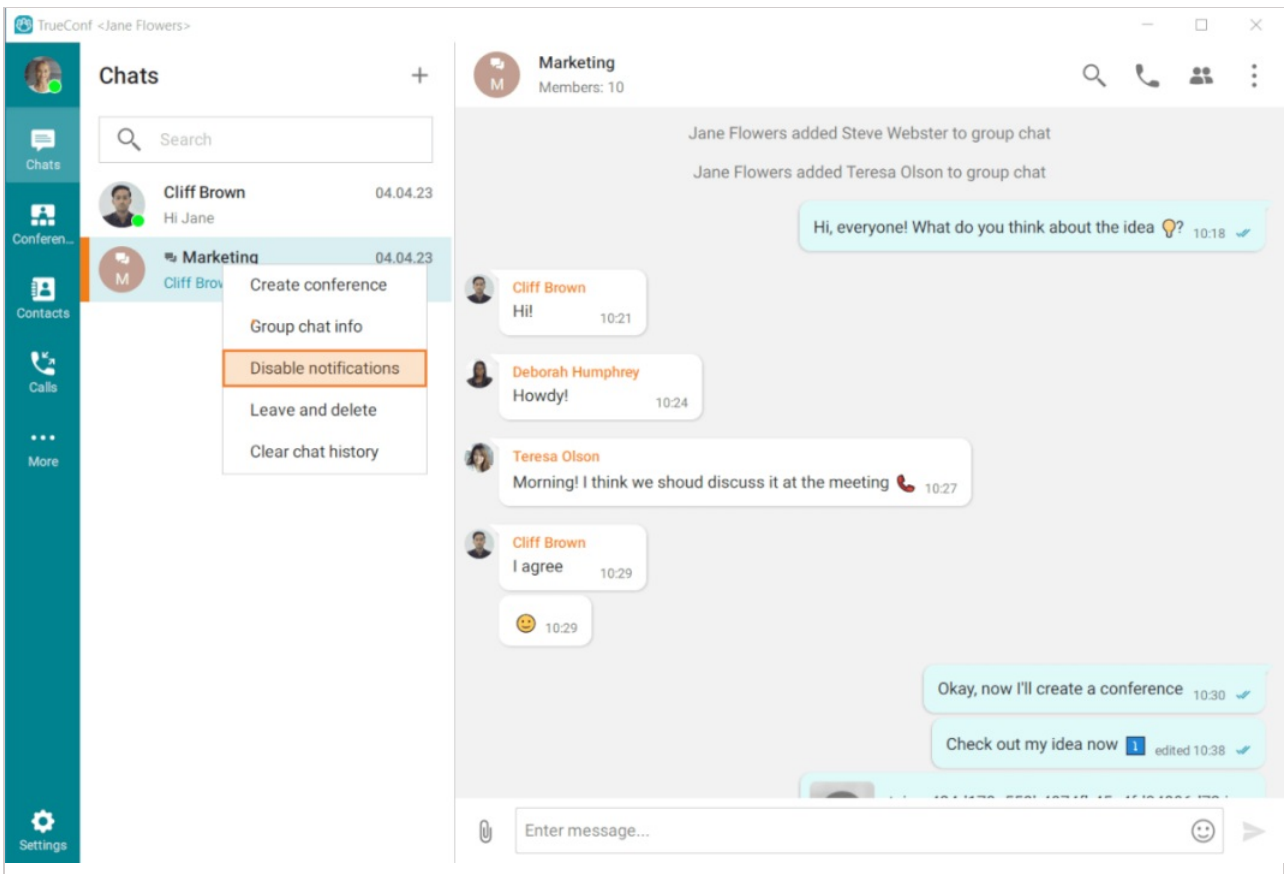 TrueConf <Jane Flowers>
Chats
Search
Cliff Brown 04.04.23
Hi Jane
Marketing 04.04.23
M
Cliff
Create conference
Group chat info
Disable notifications
Leave and delete
Clear chat history
Chats
Conferen...
Contacts
Calls
More
Settings
M
Marketing
Members: 10
Jane Flowers added Steve Webster to group chat
Jane Flowers added Teresa Olson to group chat
Hi, everyone! What do you think about the idea 💡? 10:18
Cliff Brown
Hi! 10:21
Deborah Humphrey
Howdy! 10:24
Teresa Olson
Morning! I think we shoud discuss it at the meeting 📞 10:27
Cliff Brown
I agree 10:29
🙂 10:29
Okay, now I'll create a conference 10:30
Check out my idea now ⤵ edited 10:38
Enter message...